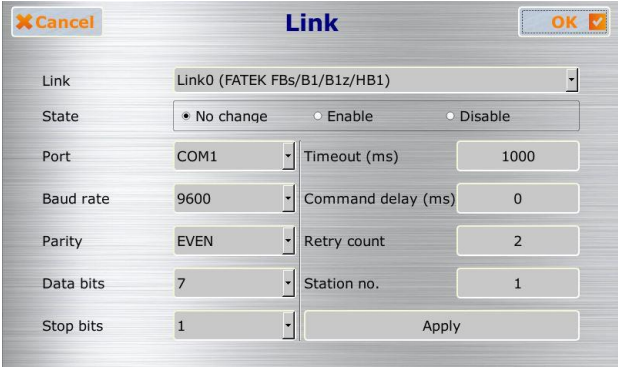 Cancel Link OK
Link Link0 (FATEK FBs/B1/B1z/HB1)
State No change Enable Disable
Port COM1 Timeout (ms) 1000
Baud rate 9600 Command delay (ms) 0
Parity EVEN Retry count 2
Data bits 7 Station no. 1
Stop bits 1 Apply